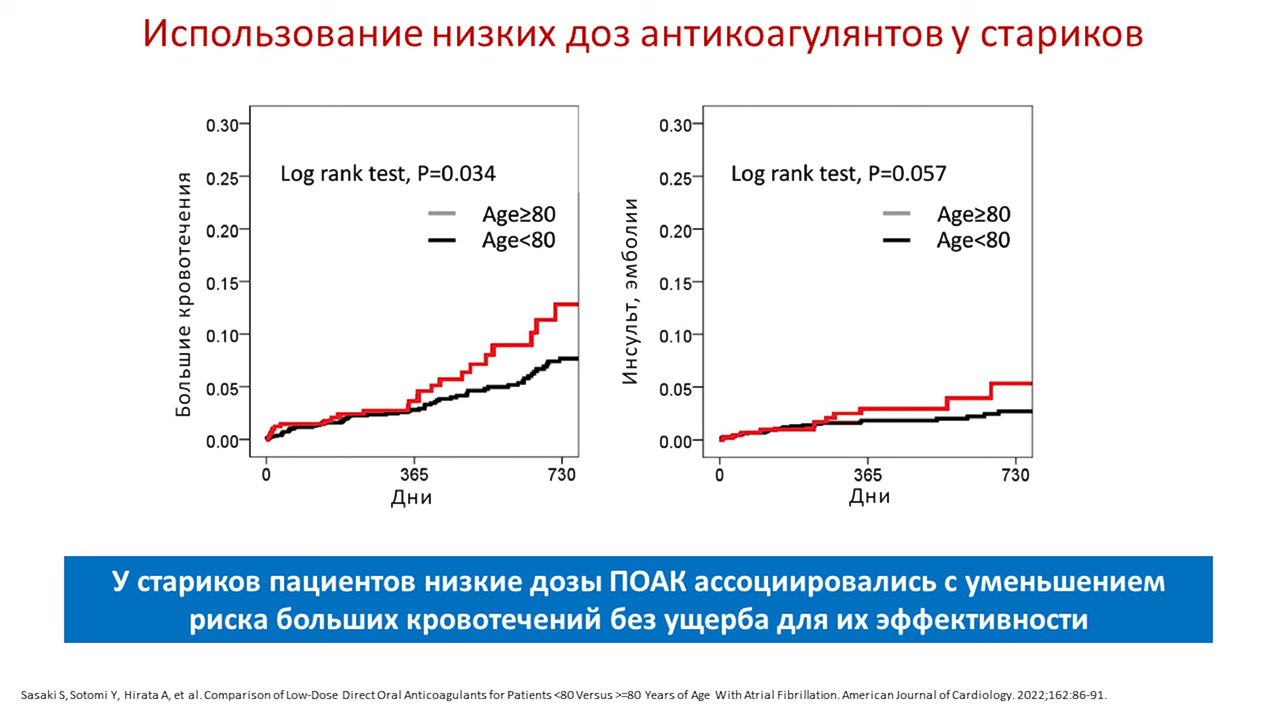 Использование низких доз антикоагулянтов у стариков
Большие кровотечения
0.30
0.25
0.20
0.15
0.10
0.05
0.00
Log rank test, P=0.034
Age≥80
Age<80
0
365
730
Дни
Инсульт, эмболии
0.30
0.25
0.20
0.15
0.10
0.05
0.00
Log rank test, P=0.057
Age≥80
Age<80
0
365
730
Дни
У стариков пациентов низкие дозы ПОАК ассоциировались с уменьшением
риска больших кровотечений без ущерба для их эффективности
Sasaki S, Sotomi Y, Hirata A, et al. Comparison of Low-Dose Direct Oral Anticoagulants for Patients <80 Versus >=80 Years of Age With Atrial Fibrillation. American Journal of Cardiology. 2022;162:86-91.